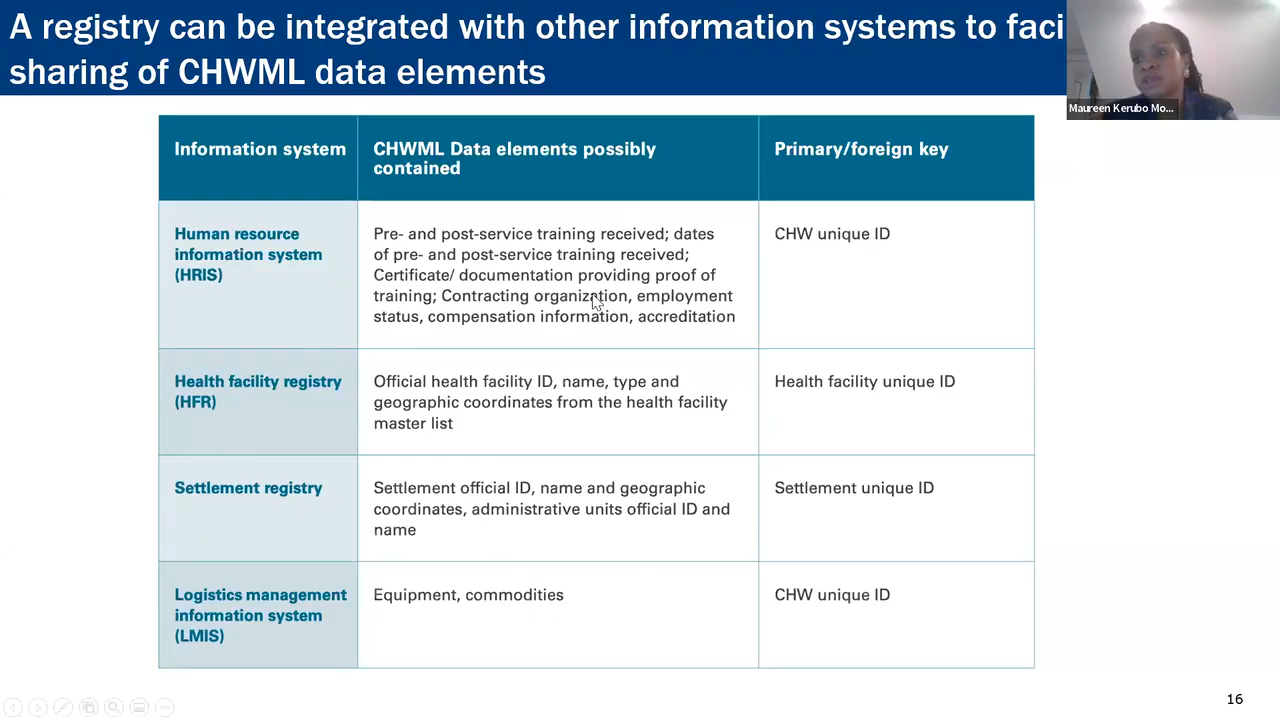 A registry can be integrated with other information systems to faci
sharing of CHWML data elements
Maureen Kerubo Mo...
Information system
CHWML Data elements possibly
contained
Primary/foreign key
Human resource
information system
(HRIS)
Pre- and post-service training received; dates
of pre- and post-service training received;
Certificate/ documentation providing proof of
training; Contracting organization, employment
status, compensation information, accreditation
CHW unique ID
Health facility registry
(HFR)
Official health facility ID, name, type and
geographic coordinates from the health facility
master list
Health facility unique ID
Settlement registry
Settlement official ID, name and geographic
coordinates, administrative units official ID and
name
Settlement unique ID
Logistics management
information system
(LMIS)
Equipment, commodities
CHW unique ID
16